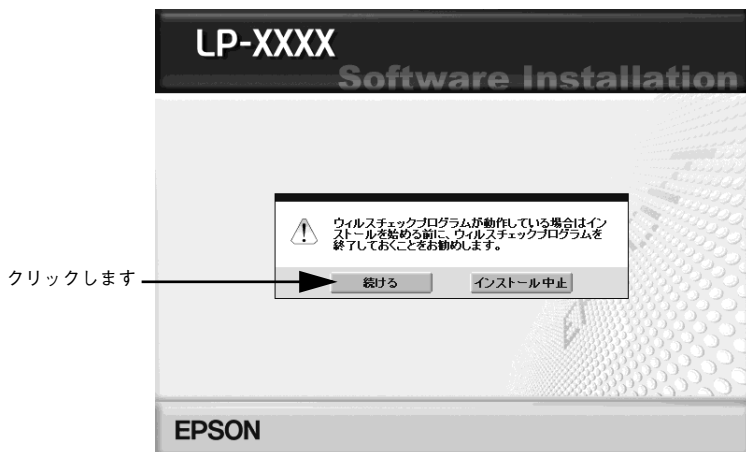 LP-XXXX
Software Installation
ウィルスチェックプログラムが動作している場合はイン
ストールを始める前に、ウィルスチェックプログラムを
終了しておくことをお勧めします。
クリックします
続ける
インストール中止
EPSON